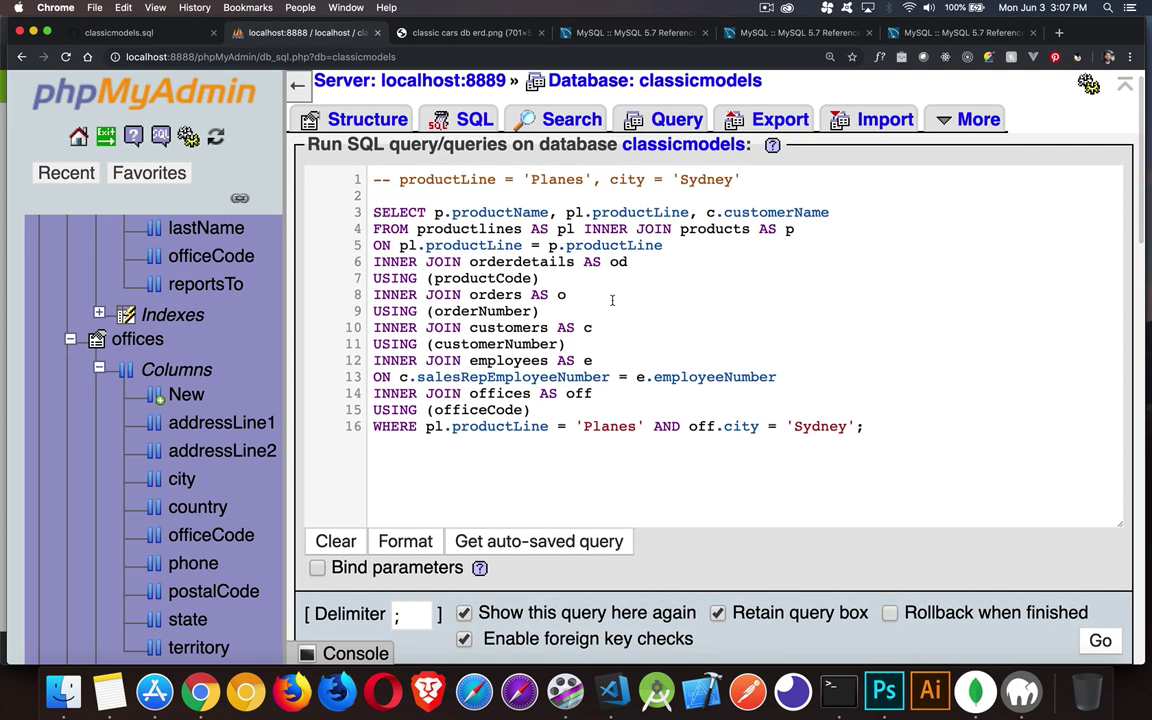 Chrome File Edit View History Bookmarks People Window Help 100% Mon Jun 3 3:07 PM
classicmodels.sql × localhost:8888 / localhost / cla × classic cars db erd.png (701×5 × MySQL :: MySQL 5.7 Reference × MySQL :: MySQL 5.7 Reference × MySQL :: MySQL 5.7 Reference × +
localhost:8888/phpMyAdmin/db_sql.php?db=classicmodels
phpMyAdmin
Recent Favorites
lastName
officeCode
reportsTo
Indexes
offices
Columns
New
addressLine1
addressLine2
city
country
officeCode
phone
postalCode
state
territory
Server: localhost:8889 » Database: classicmodels
Structure SQL Search Query Export Import More
Run SQL query/queries on database classicmodels:
1 -- productLine = 'Planes', city = 'Sydney'
2
3 SELECT p.productName, pl.productLine, c.customerName
4 FROM productlines AS pl INNER JOIN products AS p
5 ON pl.productLine = p.productLine
6 INNER JOIN orderdetails AS od
7 USING (productCode)
8 INNER JOIN orders AS o
9 USING (orderNumber)
10 INNER JOIN customers AS c
11 USING (customerNumber)
12 INNER JOIN employees AS e
13 ON c.salesRepEmployeeNumber = e.employeeNumber
14 INNER JOIN offices AS off
15 USING (officeCode)
16 WHERE pl.productLine = 'Planes' AND off.city = 'Sydney';
Clear Format Get auto-saved query
Bind parameters
[ Delimiter ; ] Show this query here again Retain query box Rollback when finished
Enable foreign key checks
Go
Console
Ps Ai